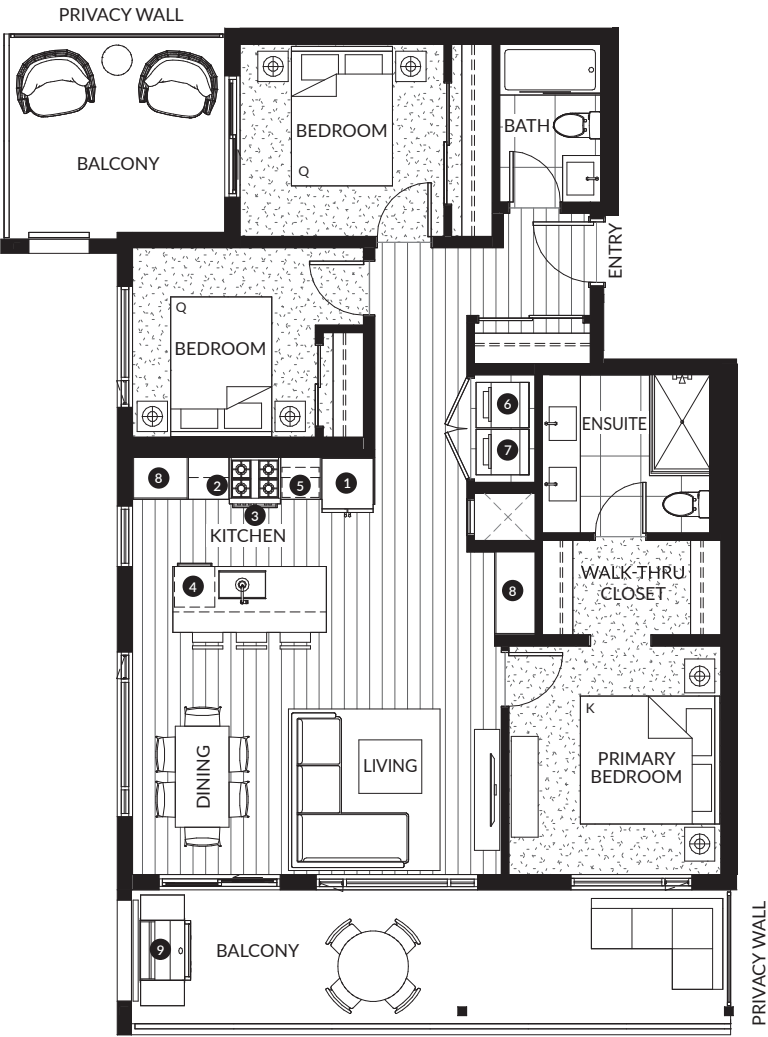 PRIVACY WALL
BALCONY
BEDROOM
Q
BATH
ENTRY
Q
BEDROOM
6
7
ENSUITE
8
2
3
5
1
KITCHEN
4
8
WALK-THRU
CLOSET
K
PRIMARY
BEDROOM
DINING
LIVING
9
BALCONY
PRIVACY WALL